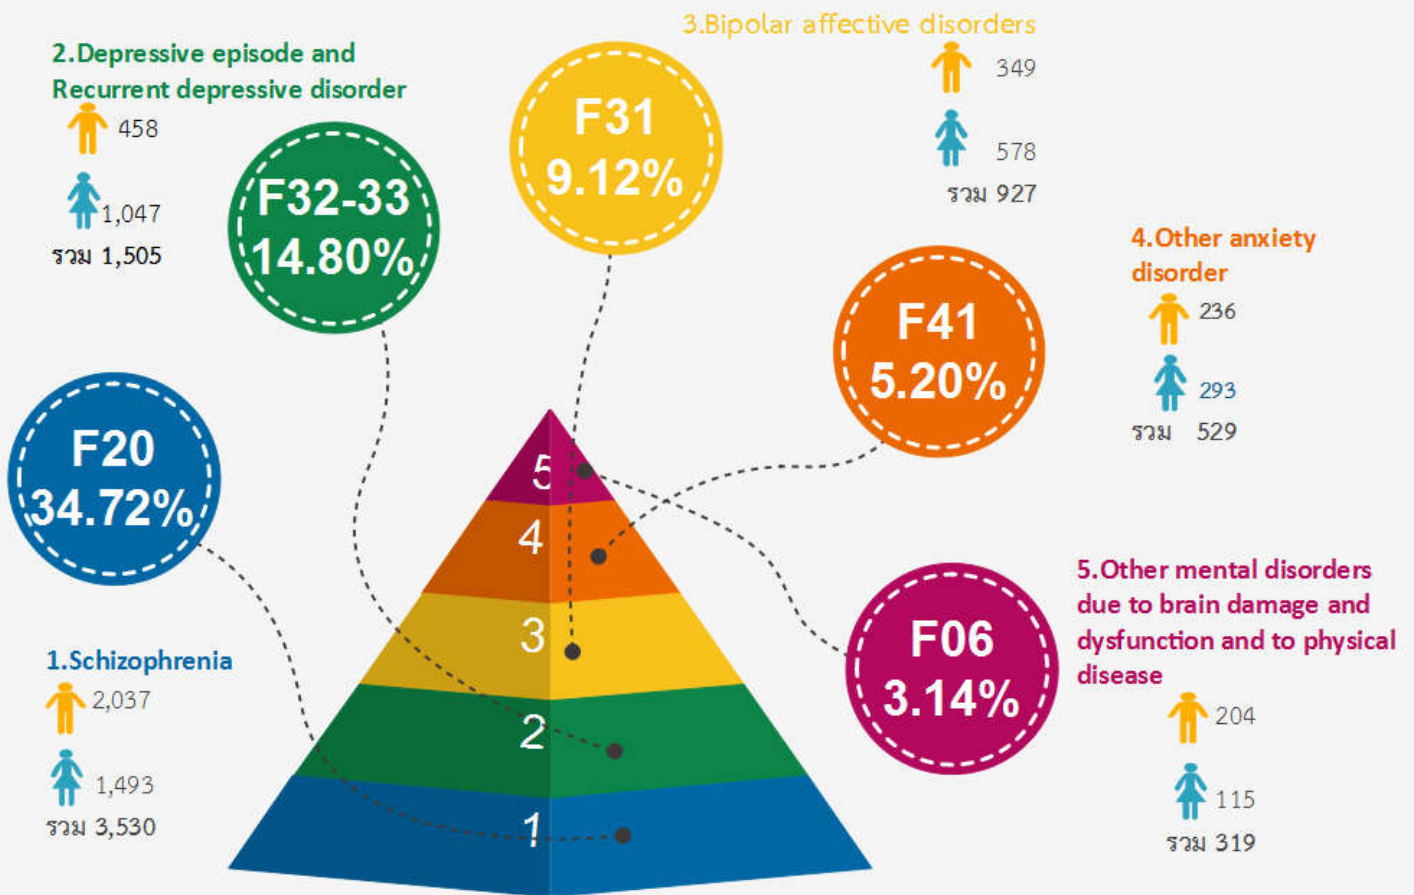 3.Bipolar affective disorders
349
578
รวม 927
2.Depressive episode and
Recurrent depressive disorder
458
1,047
รวม 1,505
F32-33
14.80%
F31
9.12%
4.Other anxiety
disorder
236
293
รวม 529
F41
5.20%
F20
34.72%
1.Schizophrenia
2,037
1,493
รวม 3,530
5
4
3
2
1
F06
3.14%
5.Other mental disorders
due to brain damage and
dysfunction and to physical
disease
204
115
รวม 319